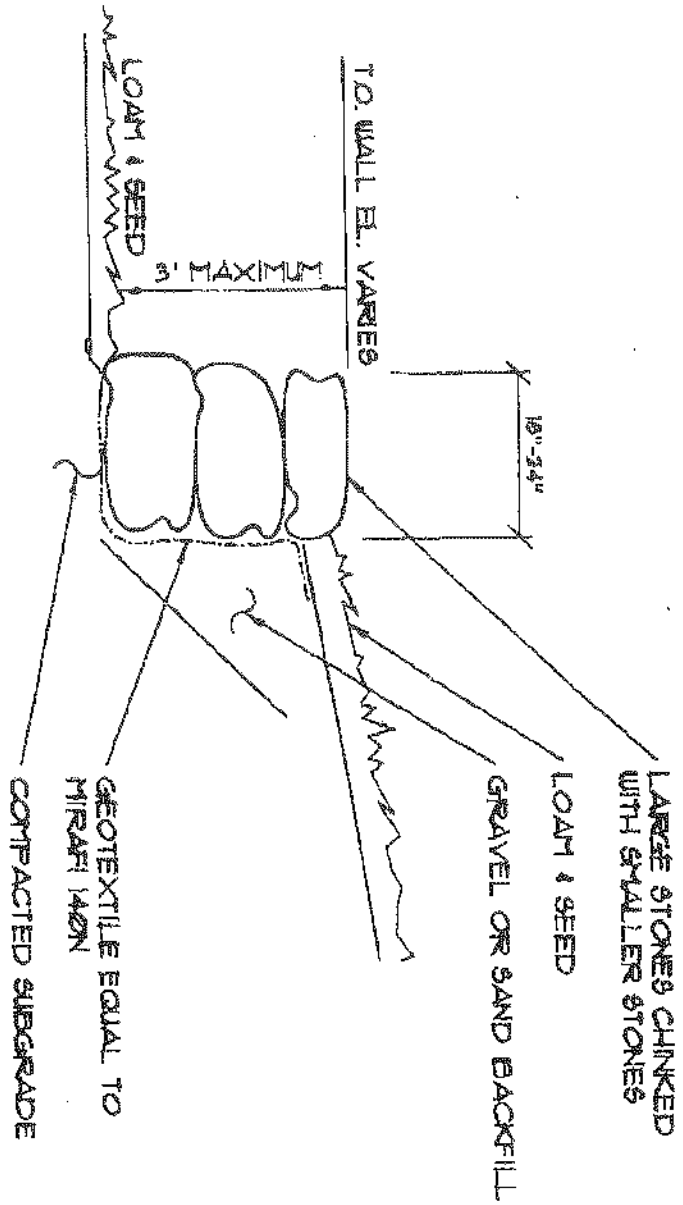 T.O. WALL EL. VARIES
3' MAXIMUM
LOAM & SEED
18"-24"
LARGE STONES CHINKED
WITH SMALLER STONES
LOAM & SEED
GRAVEL OR SAND BACKFILL
GEOTEXTILE EQUAL TO
MIRAFI 140N
COMPACTED SUBGRADE